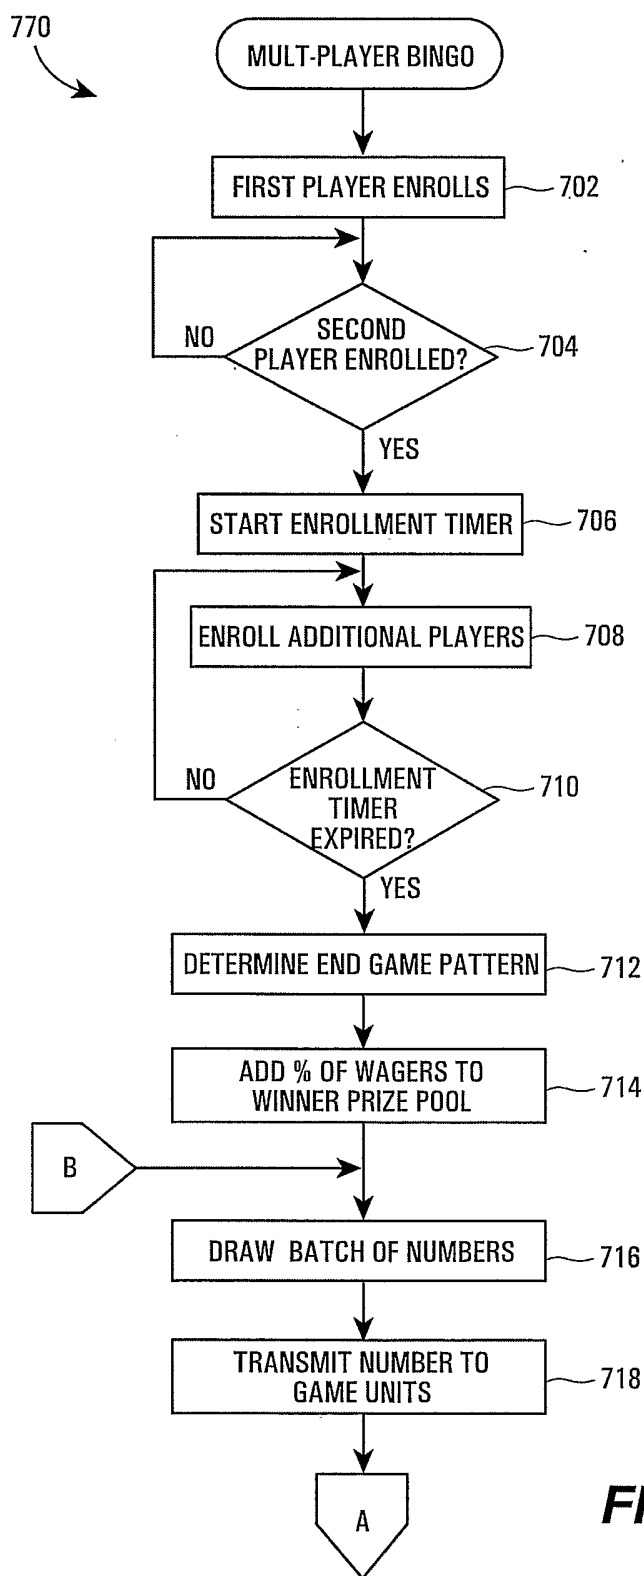 770
MULT-PLAYER BINGO
FIRST PLAYER ENROLLS
702
SECOND
PLAYER ENROLLED?
704
NO
YES
START ENROLLMENT TIMER
706
ENROLL ADDITIONAL PLAYERS
708
ENROLLMENT
TIMER
EXPIRED?
710
NO
YES
DETERMINE END GAME PATTERN
712
ADD % OF WAGERS TO
WINNER PRIZE POOL
714
B
DRAW BATCH OF NUMBERS
716
TRANSMIT NUMBER TO
GAME UNITS
718
A